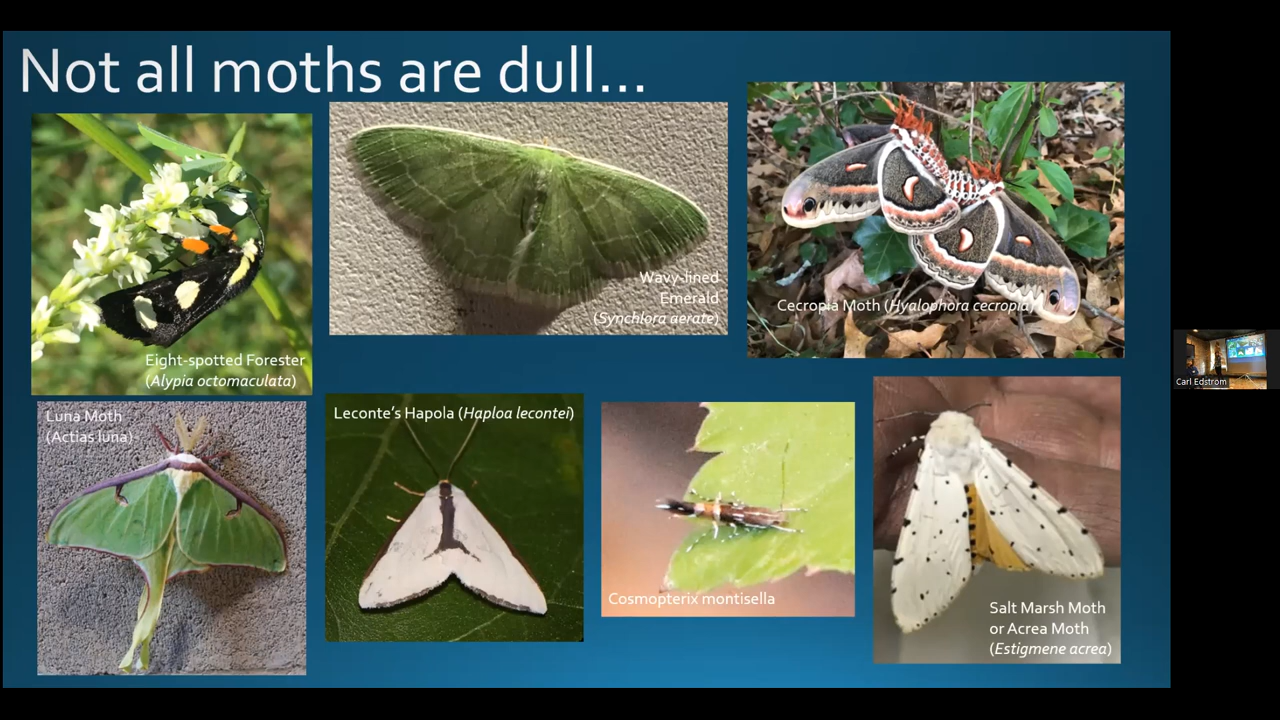 Not all moths are dull...
Eight-spotted Forester
(Alypia octomaculata)
Wavy-lined
Emerald
(Synchlora aerate)
Cecropia Moth (Hyalophora cecropia)
Luna Moth
(Actias luna)
Leconte's Hapola (Haploa lecontei)
Cosmopterix montisella
Salt Marsh Moth
or Acrea Moth
(Estigmene acrea)
Carl Edstrom